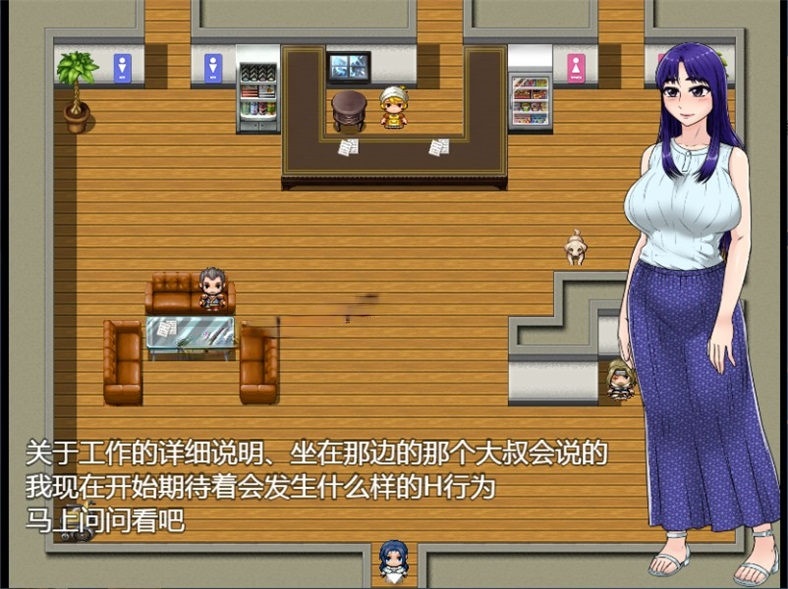 关于工作的详细说明、坐在那边的那个大叔会说的
我现在开始期待着会发生什么样的H行为
马上问问看吧